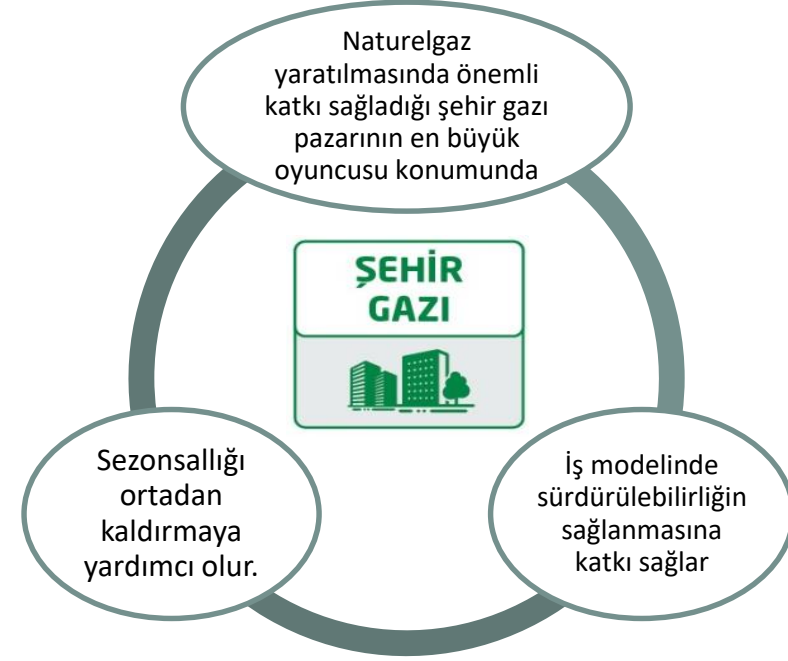 Naturelgaz
yaratılmasında önemli
katkı sağladığı şehir gazı
pazarının en büyük
oyuncusu konumunda
ŞEHİR
GAZI
Sezonsallığı
ortadan
kaldırmaya
yardımcı olur.
İş modelinde
sürdürülebilirliğin
sağlanmasına
katkı sağlar